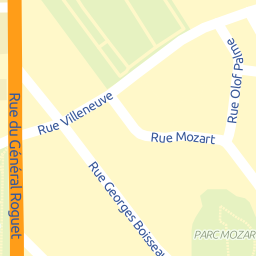 Rue Olof Palme
Rue Villeneuve
Rue du Général Roguet
Rue Mozart
Rue Georges Boisseau
PARC MOZAR